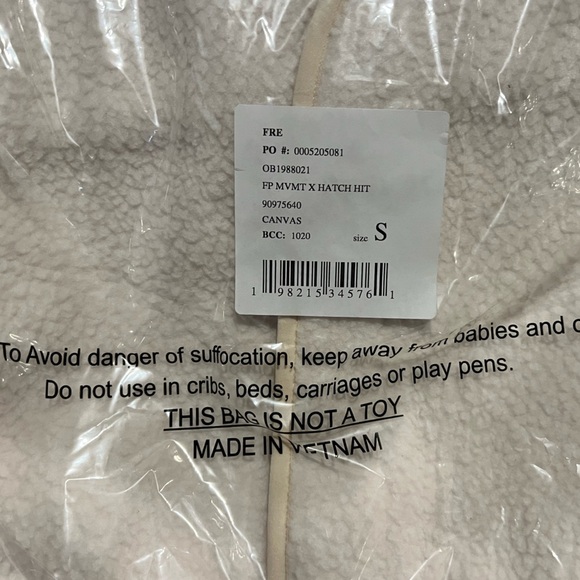 FRE
PO #: 0005205081
OB1988021
FP MVMT X HATCH HIT
90975640
CANVAS
BCC: 1020 size S
1 98215 34576 1
To Avoid danger of suffocation, keep away from babies and
Do not use in cribs, beds, carriages or play pens.
THIS BAG IS NOT A TOY
MADE IN VIETNAM